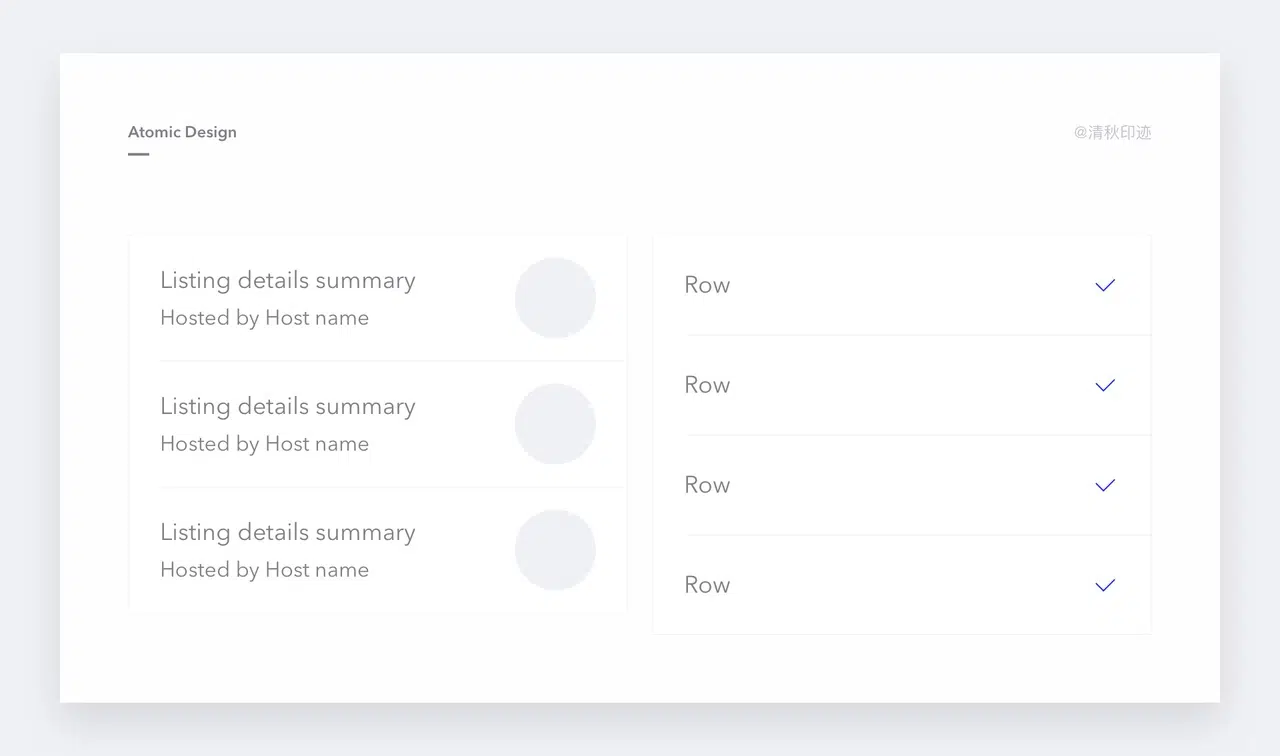 Atomic Design
@清秋印迹
Listing details summary
Hosted by Host name
Listing details summary
Hosted by Host name
Listing details summary
Hosted by Host name
Row
Row
Row
Row